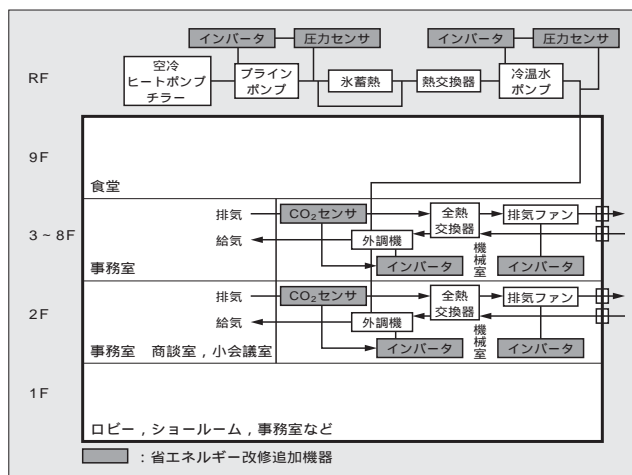 インバータ
圧力センサ
インバータ
圧力センサ
RF
空冷
ヒートポンプ
チラー
ブライン
ポンプ
氷蓄熱
熱交換器
冷温水
ポンプ
9F
食堂
3~8F
排気
CO₂センサ
全熱
交換器
排気ファン
給気
外調機
機械室
インバータ
インバータ
事務室
2F
排気
CO₂センサ
全熱
交換器
排気ファン
給気
外調機
機械室
インバータ
インバータ
事務室 商談室，小会議室
1F
ロビー，ショールーム，事務室など
：省エネルギー改修追加機器